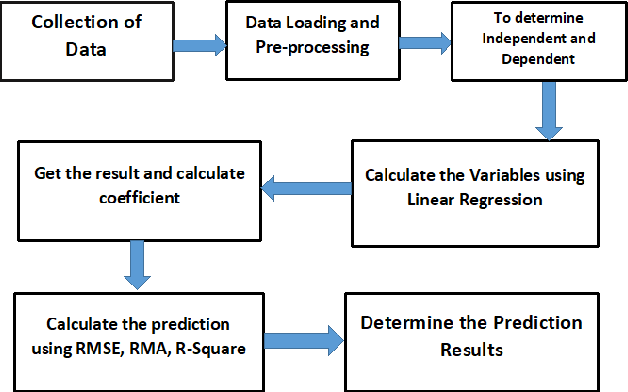 Collection of
Data
Data Loading and
Pre-processing
To determine
Independent and
Dependent
Calculate the Variables using
Linear Regression
Get the result and calculate
coefficient
Calculate the prediction
using RMSE, RMA, R-Square
Determine the Prediction
Results